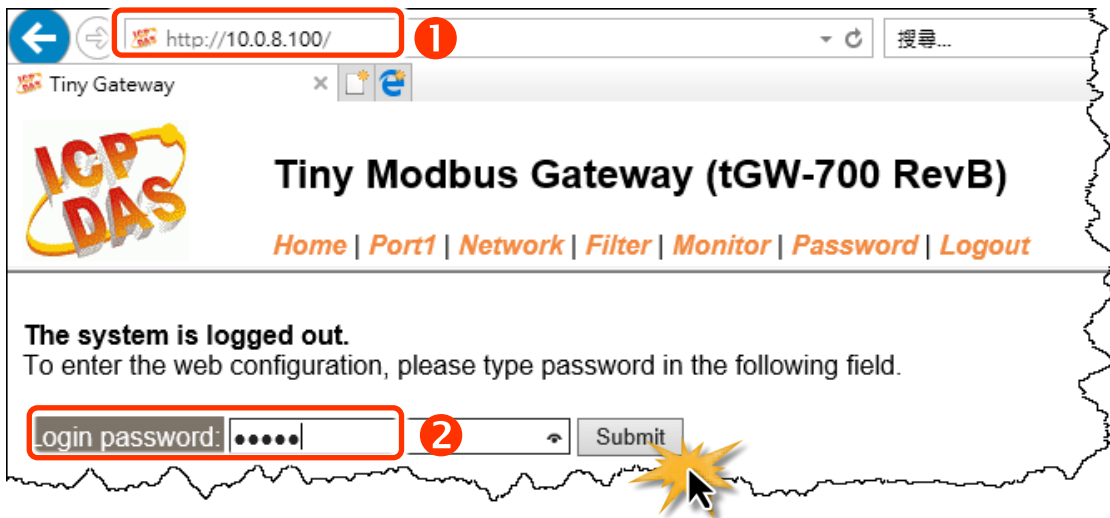 http://10.0.8.100/ 1 搜尋...
Tiny Gateway
ICP DAS
Tiny Modbus Gateway (tGW-700 RevB)
Home | Port1 | Network | Filter | Monitor | Password | Logout
The system is logged out.
To enter the web configuration, please type password in the following field.
Login password: ••••• 2 Submit